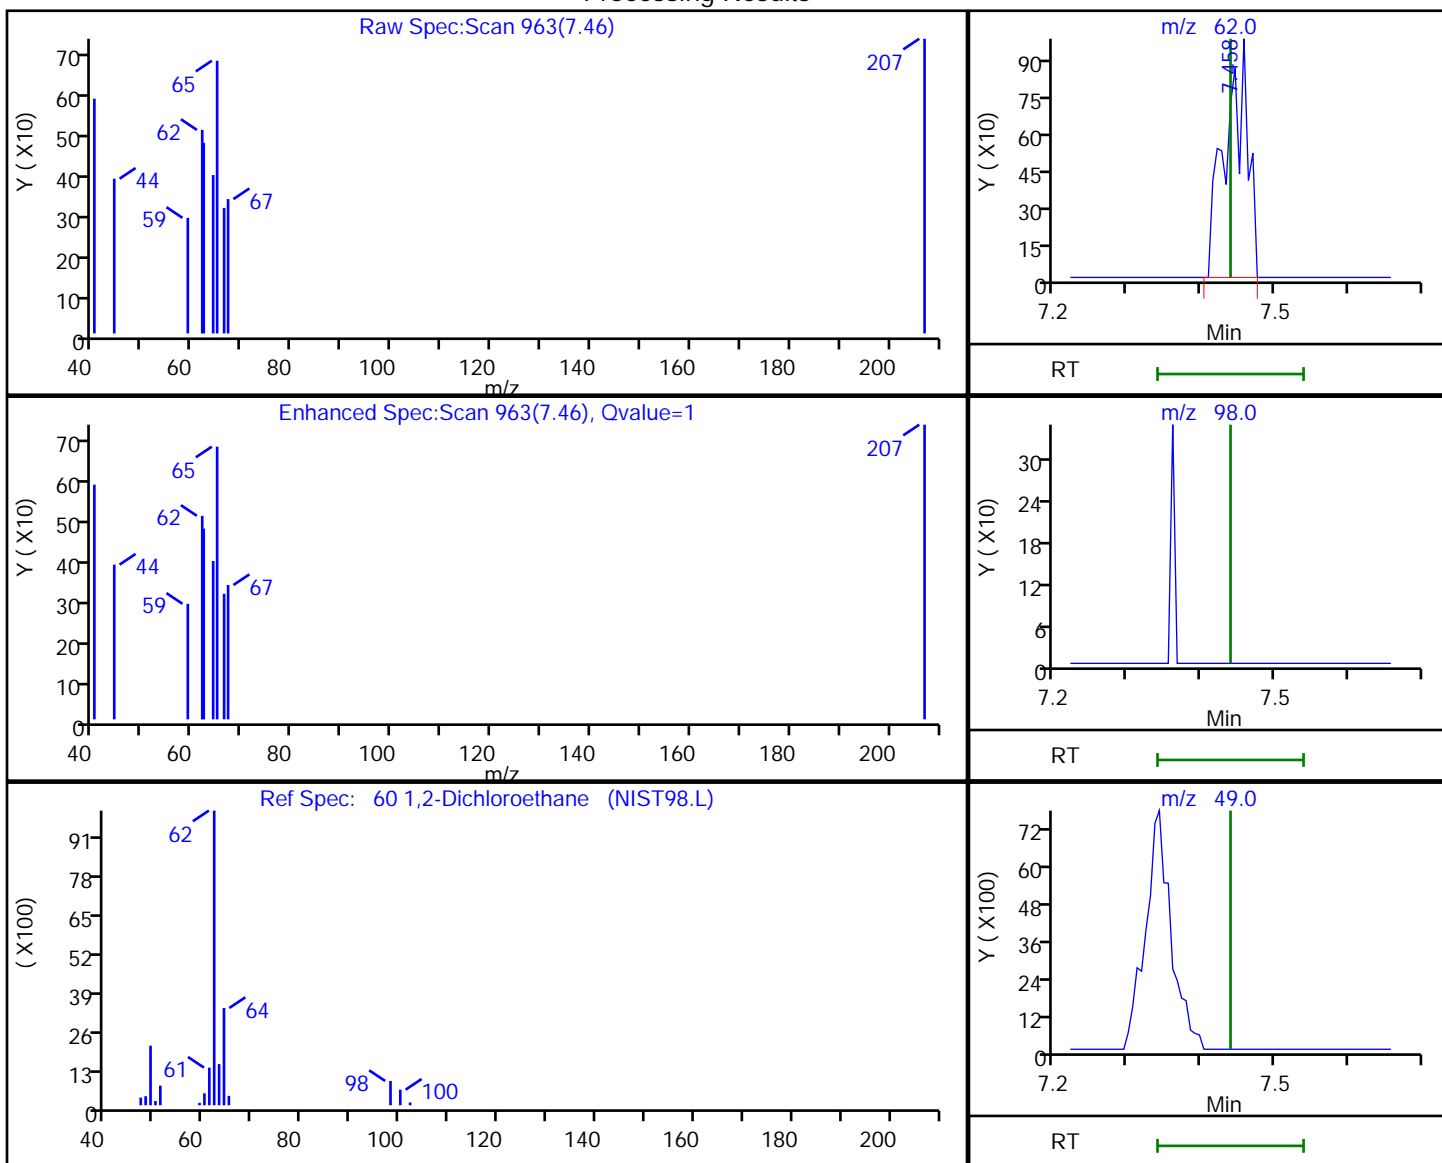 Processing Results
Raw Spec:Scan 963(7.46)
Y ( X10)
70
60
50
40
30
20
10
0
207
65
62
44
59
67
40 60 80 100 120 140 160 180 200
m/z
m/z 62.0
Y ( X10)
90
75
60
45
30
15
0
7.458
7.2 7.5
Min
RT
Enhanced Spec:Scan 963(7.46), Qvalue=1
Y ( X10)
70
60
50
40
30
20
10
0
207
65
62
44
59
67
40 60 80 100 120 140 160 180 200
m/z
m/z 98.0
Y ( X10)
30
24
18
12
6
0
7.2 7.5
Min
RT
Ref Spec: 60 1,2-Dichloroethane (NIST98.L)
( X100)
91
78
65
52
39
26
13
0
62
64
61
98
100
40 60 80 100 120 140 160 180 200
m/z 49.0
Y ( X100)
72
60
48
36
24
12
0
7.2 7.5
Min
RT